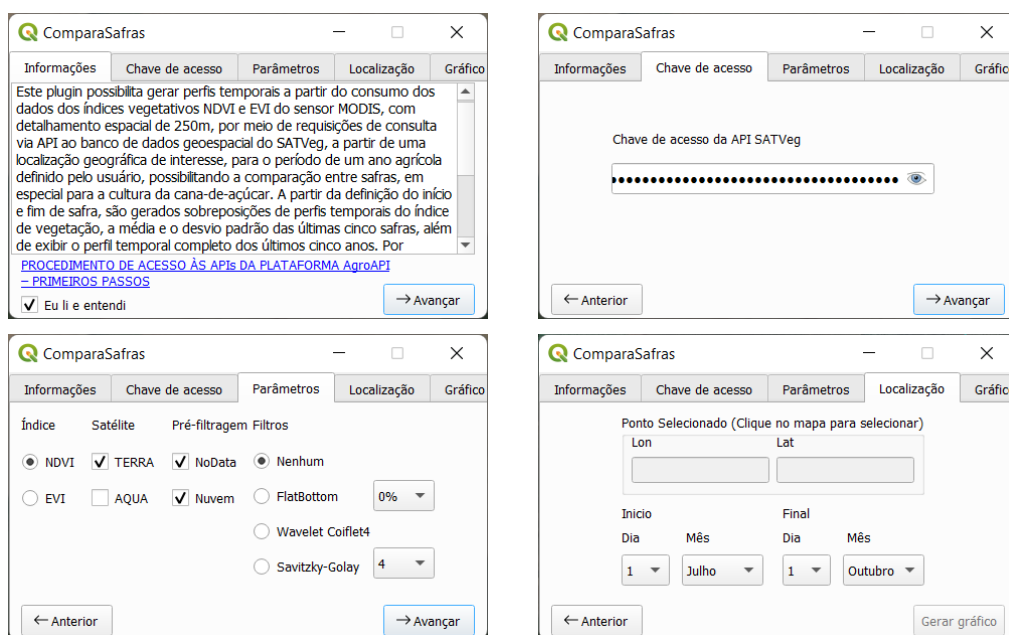 ComparaSafras
Informações Chave de acesso Parâmetros Localização Gráfico
Este plugin possibilita gerar perfis temporais a partir do consumo dos
dados dos índices vegetativos NDVI e EVI do sensor MODIS, com
detalhamento espacial de 250m, por meio de requisições de consulta
via API ao banco de dados geoespacial do SATVeg, a partir de uma
localização geográfica de interesse, para o período de um ano agrícola
definido pelo usuário, possibilitando a comparação entre safras, em
especial para a cultura da cana-de-açúcar. A partir da definição do início
e fim de safra, são gerados sobreposições de perfis temporais do índice
de vegetação, a média e o desvio padrão das últimas cinco safras, além
de exibir o perfil temporal completo dos últimos cinco anos. Por
PROCEDIMENTO DE ACESSO ÀS APIs DA PLATAFORMA AgroAPI
– PRIMEIROS PASSOS
Eu li e entendi
Avançar
ComparaSafras
Informações Chave de acesso Parâmetros Localização Gráfic
Chave de acesso da API SATVeg
Anterior Avançar
ComparaSafras
Informações Chave de acesso Parâmetros Localização Gráfico
Índice Satélite Pré-filtragem Filtros
NDVI TERRA NoData Nenhum
EVI AQUA Nuvem FlatBottom 0%
Wavelet Coiflet4
Savitzky-Golay 4
Anterior Avançar
ComparaSafras
Informações Chave de acesso Parâmetros Localização Gráfic
Ponto Selecionado (Clique no mapa para selecionar)
Lon Lat
Inicio Final
Dia Mês Dia Mês
1 Julho 1 Outubro
Anterior Gerar gráfico